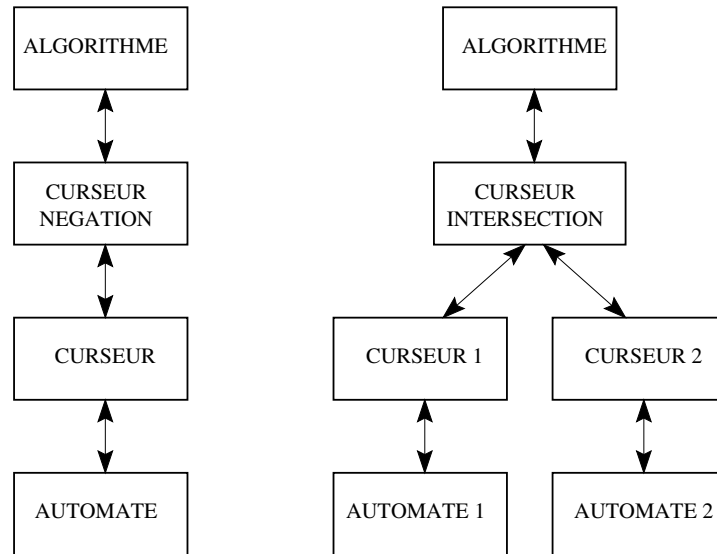 ALGORITHME
CURSEUR
NEGATION
CURSEUR
AUTOMATE
ALGORITHME
CURSEUR
INTERSECTION
CURSEUR 1
CURSEUR 2
AUTOMATE 1
AUTOMATE 2